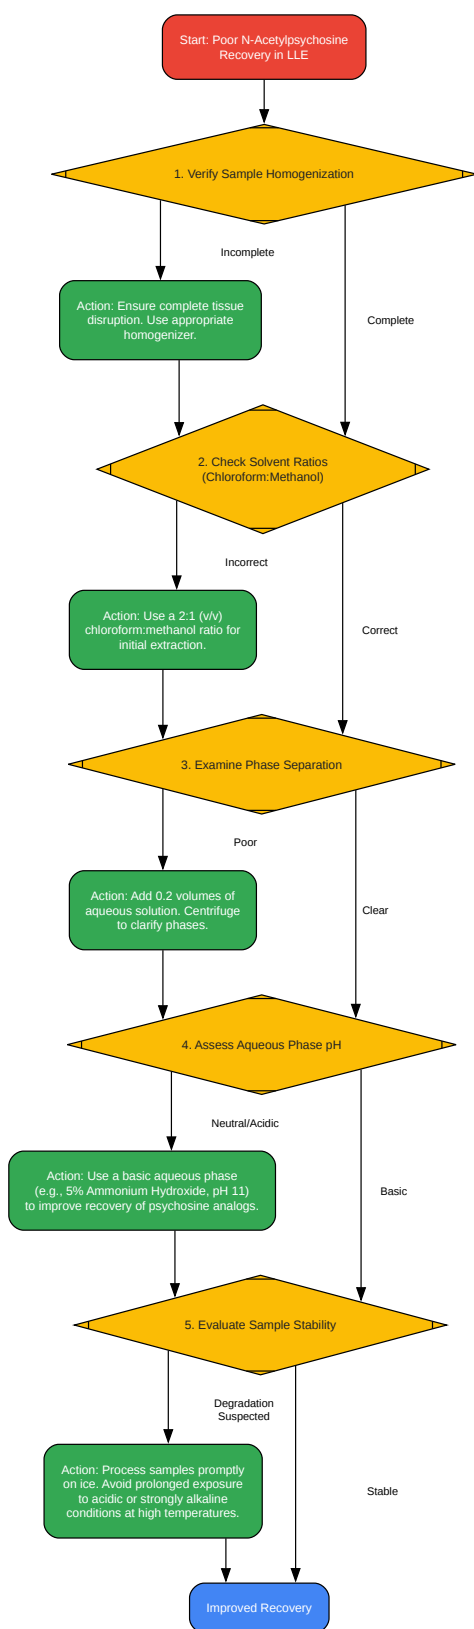 Start: Poor N-Acetylpsychosine
Recovery in LLE
1. Verify Sample Homogenization
Incomplete
Action: Ensure complete tissue
disruption. Use appropriate
homogenizer.
Complete
2. Check Solvent Ratios
(Chloroform:Methanol)
Incorrect
Action: Use a 2:1 (v/v)
chloroform:methanol ratio for
initial extraction.
Correct
3. Examine Phase Separation
Poor
Action: Add 0.2 volumes of
aqueous solution. Centrifuge
to clarify phases.
Clear
4. Assess Aqueous Phase pH
Neutral/Acidic
Action: Use a basic aqueous phase
(e.g., 5% Ammonium Hydroxide, pH 11)
to improve recovery of psychosine analogs.
Basic
5. Evaluate Sample Stability
Degradation
Suspected
Action: Process samples promptly
on ice. Avoid prolonged exposure
to acidic or strongly alkaline
conditions at high temperatures.
Stable
Improved Recovery